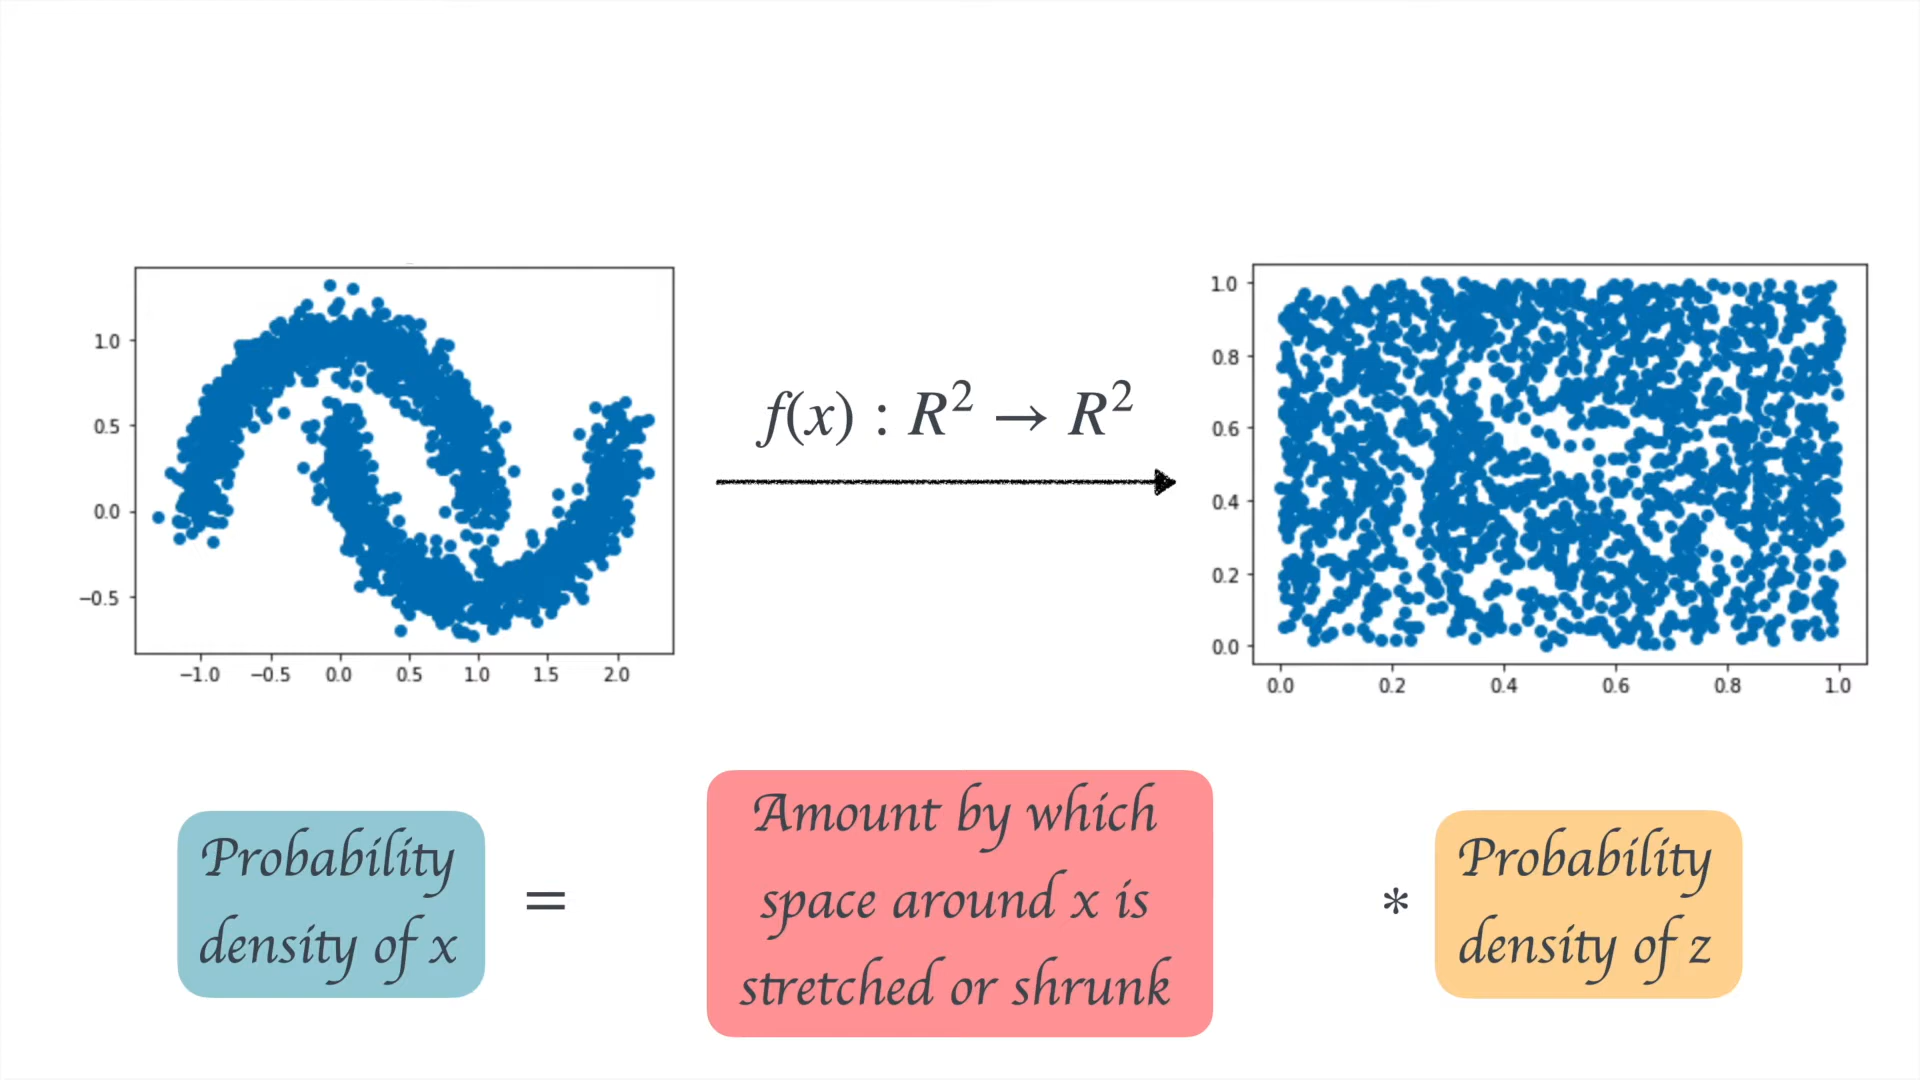 1.0
0.5
0.0
−0.5
−1.0 −0.5 0.0 0.5 1.0 1.5 2.0
f(x) : R² → R²
1.0
0.8
0.6
0.4
0.2
0.0
0.0 0.2 0.4 0.6 0.8 1.0
Probability
density of x
=
Amount by which
space around x is
stretched or shrunk
*
Probability
density of z